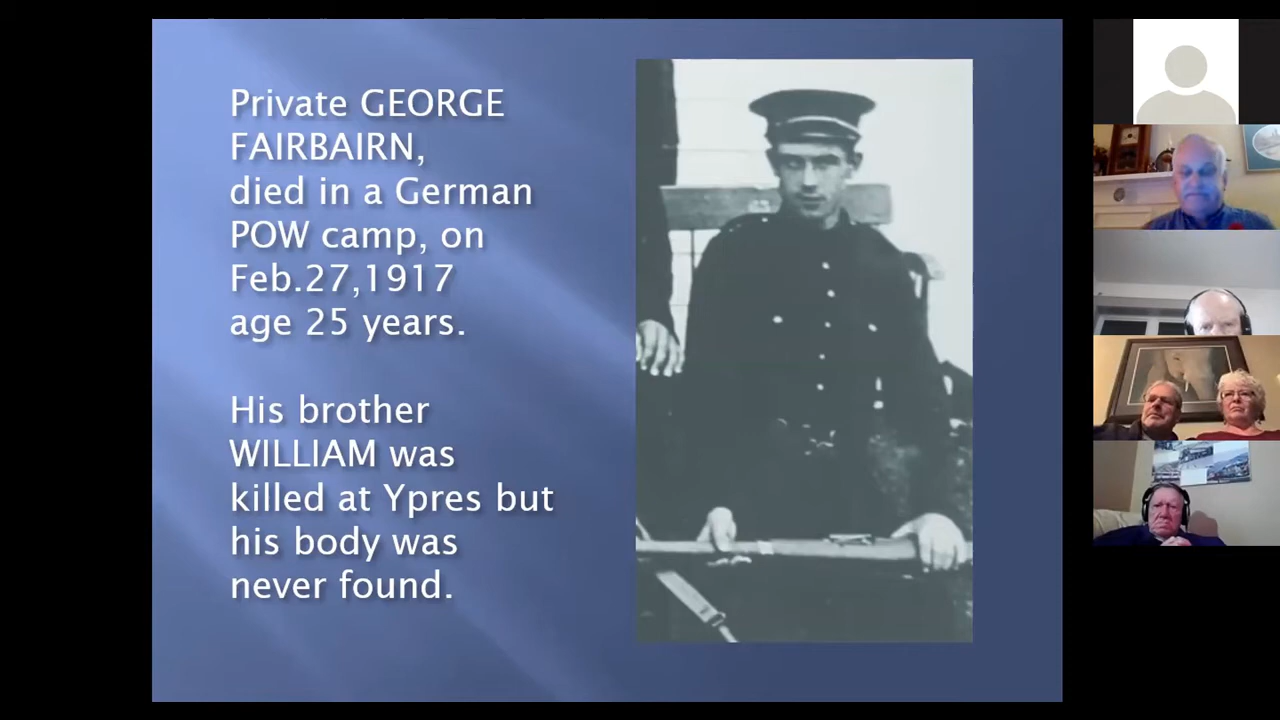 Private GEORGE
FAIRBAIRN,
died in a German
POW camp, on
Feb.27,1917
age 25 years.
His brother
WILLIAM was
killed at Ypres but
his body was
never found.